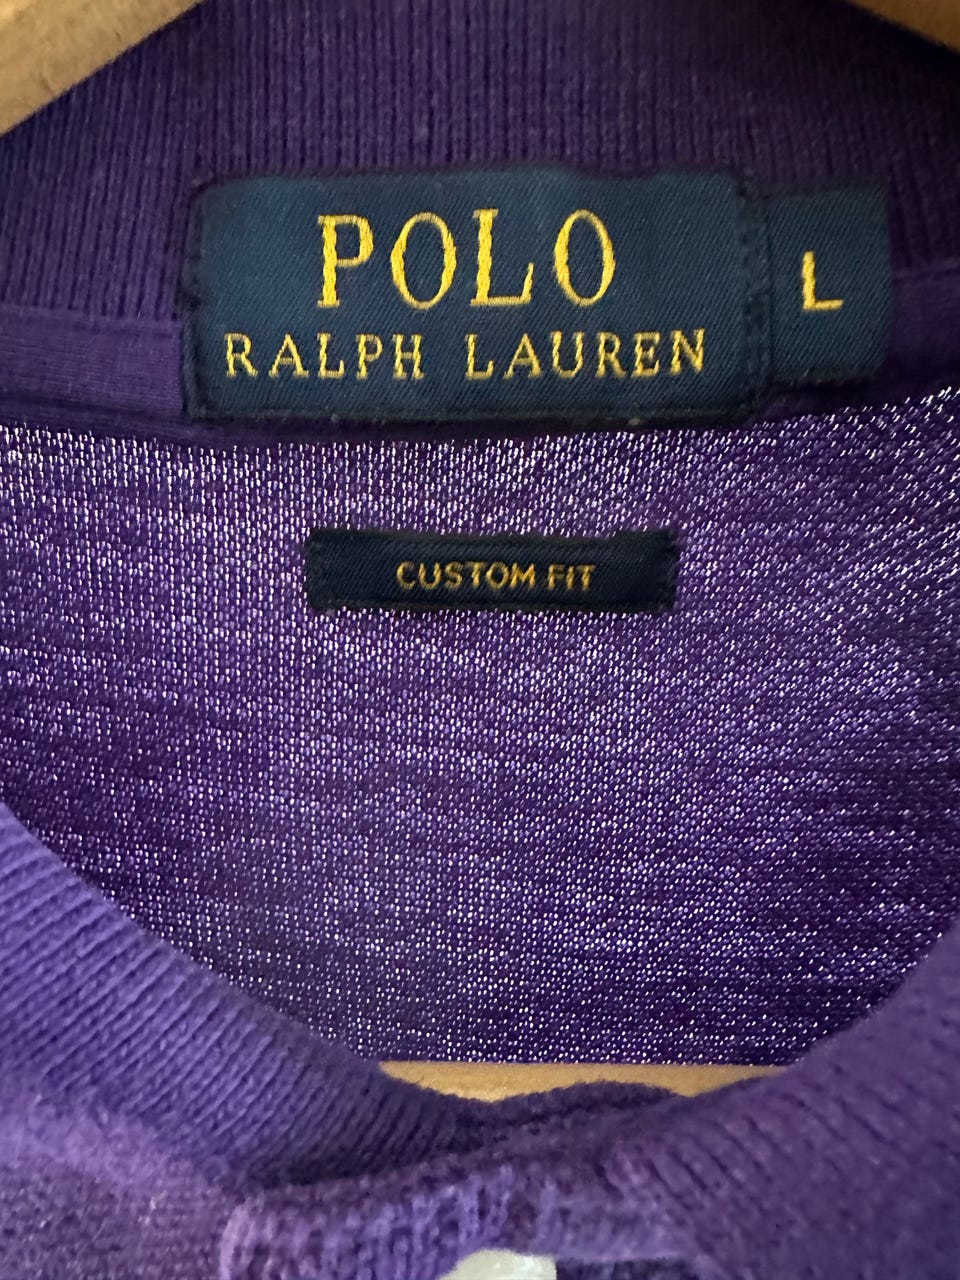 POLO
RALPH LAUREN
L
CUSTOM FIT